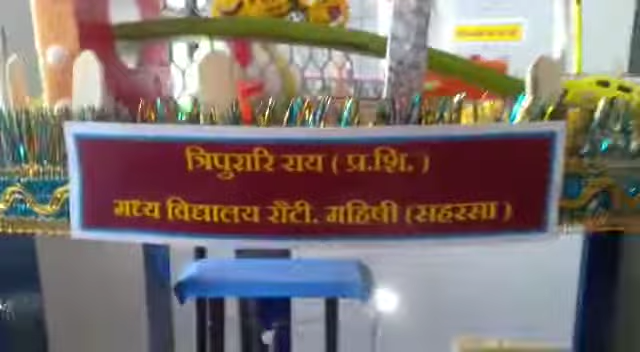 त्रिपुरारि राय ( प्र.शि. )
मध्य विद्यालय रौंटी. महिषी (सहरसा )